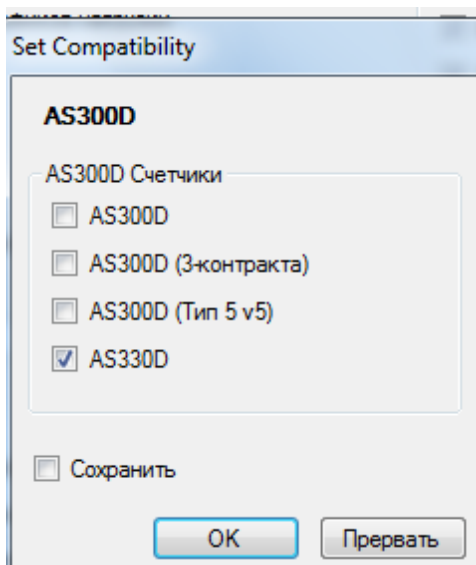 Set Compatibility
AS300D
AS300D Счетчики
AS300D
AS300D (3-контракта)
AS300D (Тип 5 v5)
AS330D
Сохранить
OK
Прервать